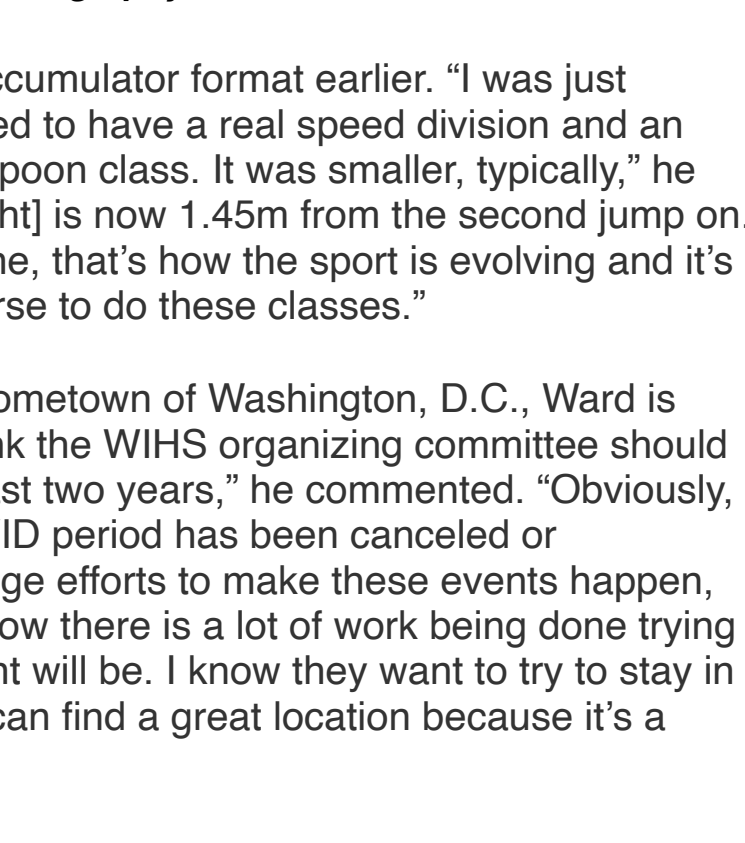 ccumulator format earlier. “I was just
ed to have a real speed division and an
poon class. It was smaller, typically,” he
ht] is now 1.45m from the second jump on.
ne, that’s how the sport is evolving and it’s
rse to do these classes.”
ometown of Washington, D.C., Ward is
nk the WIHS organizing committee should
ast two years,” he commented. “Obviously,
ID period has been canceled or
ge efforts to make these events happen,
ow there is a lot of work being done trying
nt will be. I know they want to try to stay in
can find a great location because it’s a